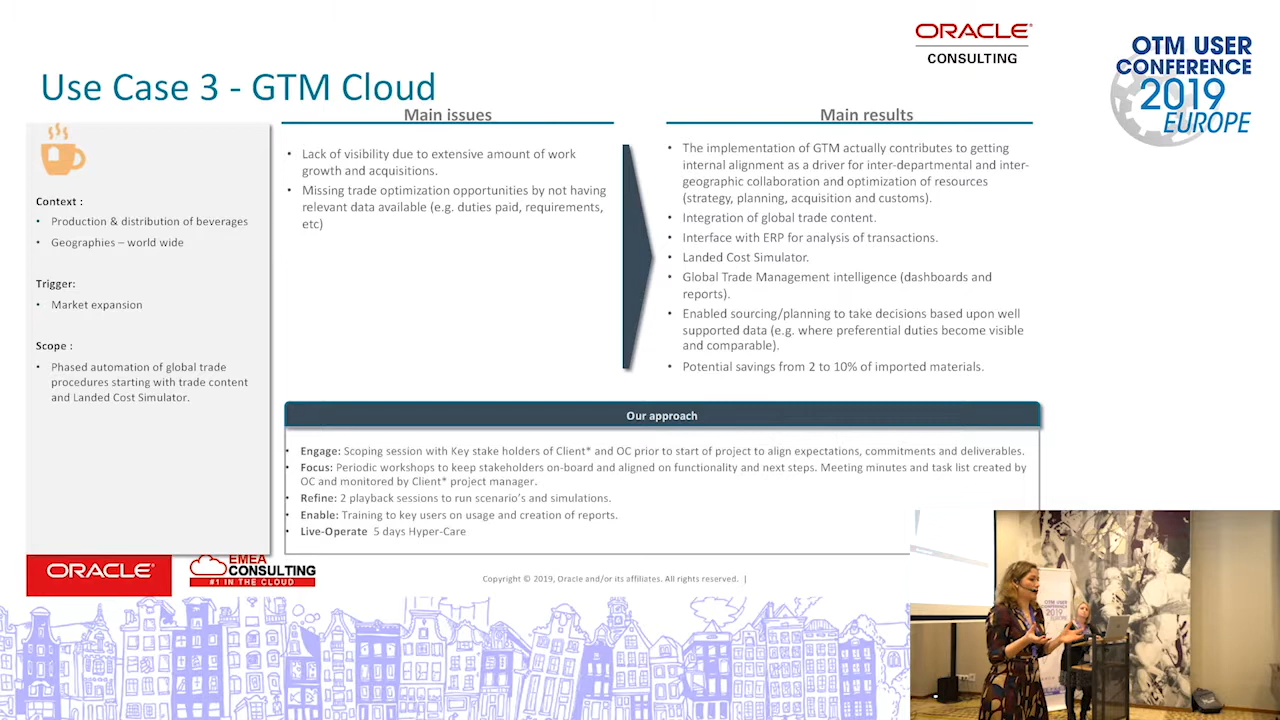 ORACLE
CONSULTING
OTM USER
CONFERENCE
2019
EUROPE
Use Case 3 - GTM Cloud
Context :
• Production & distribution of beverages
• Geographies – world wide
Trigger:
• Market expansion
Scope :
• Phased automation of global trade
procedures starting with trade content
and Landed Cost Simulator.
Main issues
• Lack of visibility due to extensive amount of work
growth and acquisitions.
• Missing trade optimization opportunities by not having
relevant data available (e.g. duties paid, requirements,
etc)
Main results
• The implementation of GTM actually contributes to getting
internal alignment as a driver for inter-departmental and inter-
geographic collaboration and optimization of resources
(strategy, planning, acquisition and customs).
• Integration of global trade content.
• Interface with ERP for analysis of transactions.
• Landed Cost Simulator.
• Global Trade Management intelligence (dashboards and
reports).
• Enabled sourcing/planning to take decisions based upon well
supported data (e.g. where preferential duties become visible
and comparable).
• Potential savings from 2 to 10% of imported materials.
Our approach
• Engage: Scoping session with Key stake holders of Client* and OC prior to start of project to align expectations, commitments and deliverables.
• Focus: Periodic workshops to keep stakeholders on-board and aligned on functionality and next steps. Meeting minutes and task list created by
OC and monitored by Client* project manager.
• Refine: 2 playback sessions to run scenario's and simulations.
• Enable: Training to key users on usage and creation of reports.
• Live-Operate 5 days Hyper-Care
ORACLE
EMEA
CONSULTING
#1 IN THE CLOUD
Copyright © 2019, Oracle and/or its affiliates. All rights reserved. |
OTM USER
CONFERENCE
2019
EUROPE